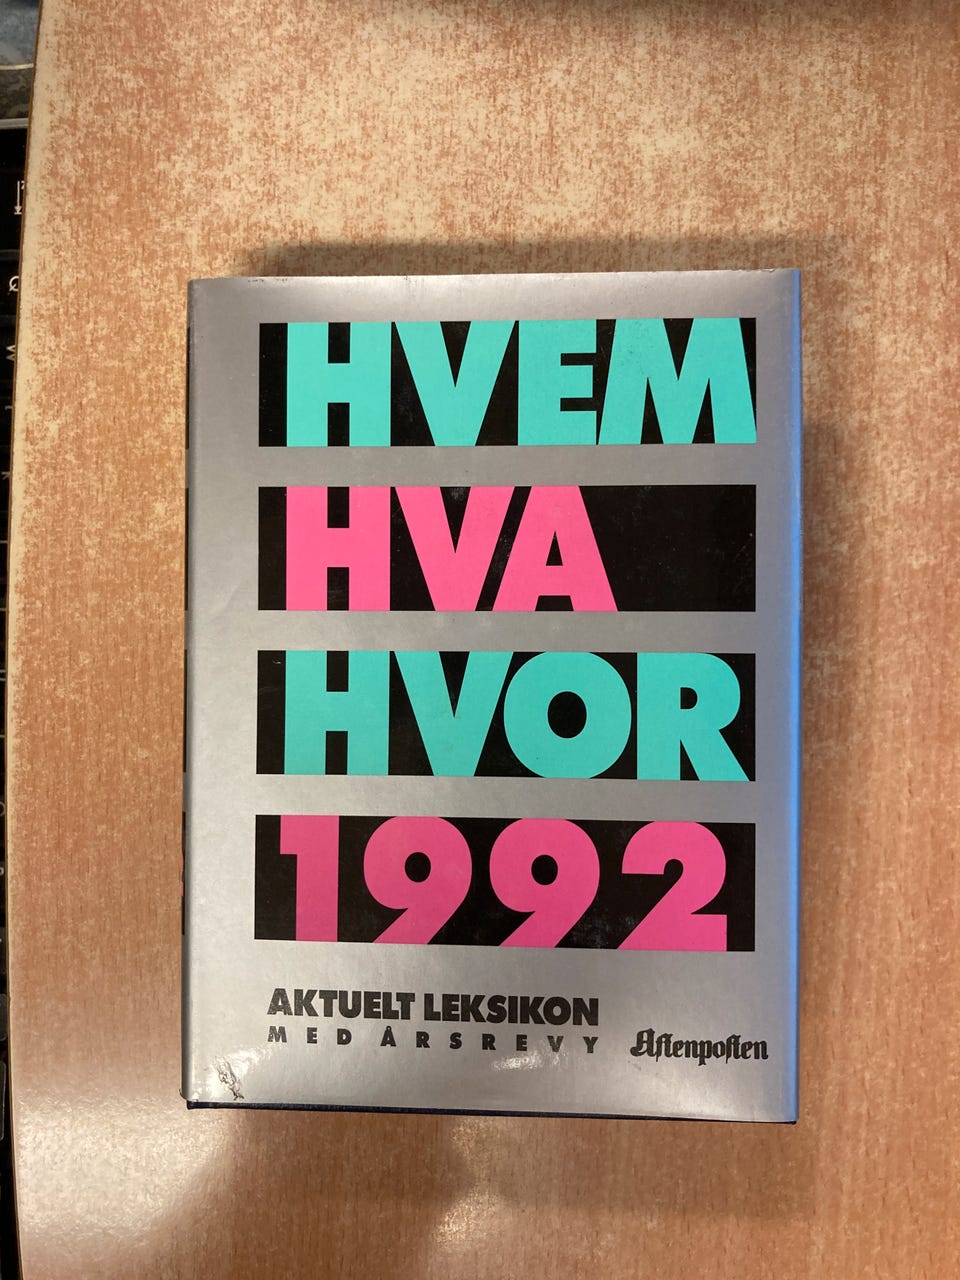 HVEM
HVA
HVOR
1992
AKTUELT LEKSIKON
MED ÅRSREVY
Aftenposten